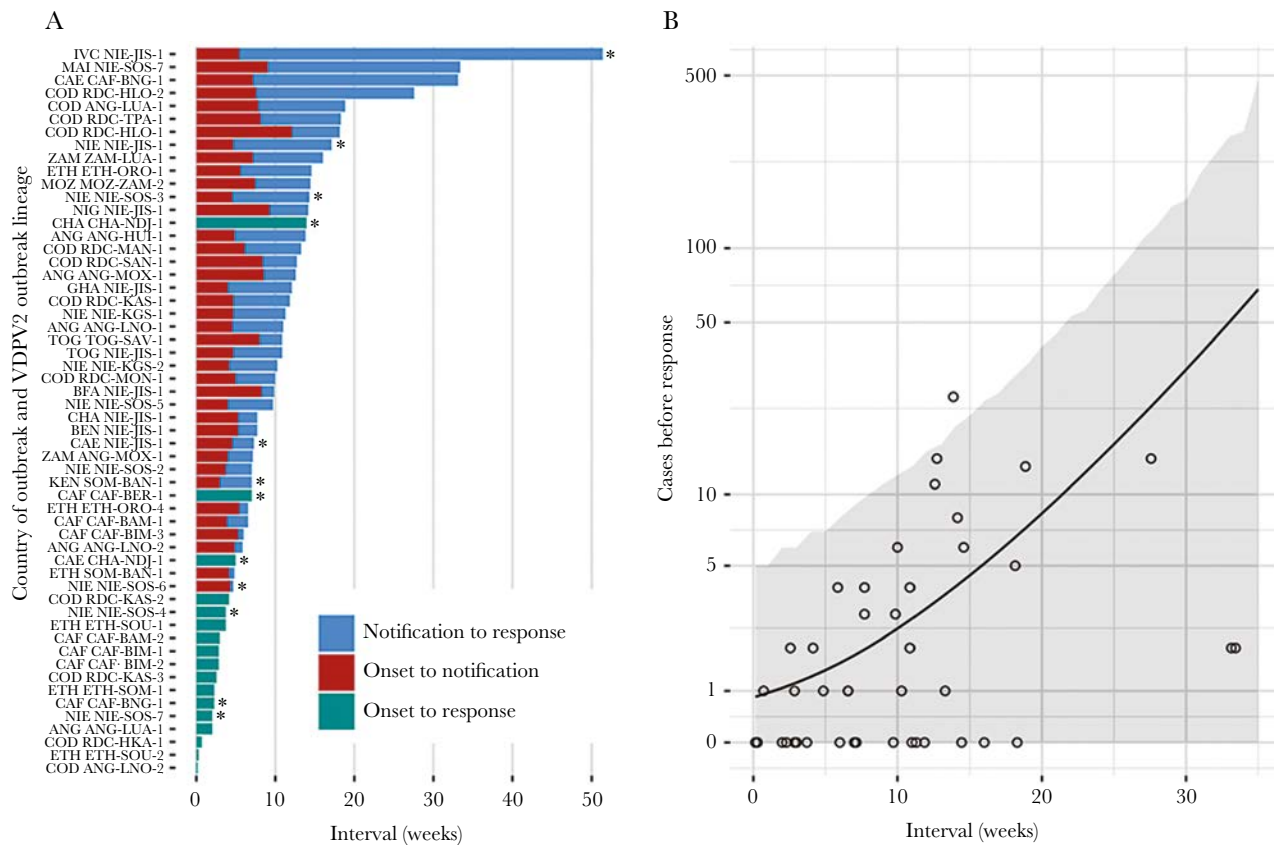 A
Country of outbreak and VDPV2 outbreak lineage
IVC NIE-JIS-1
*
MAI NIE-SOS-7
CAE CAF-BNG-1
COD RDC-HLO-2
COD ANG-LUA-1
COD RDC-TPA-1
COD RDC-HLO-1
NIE NIE-JIS-1
*
ZAM ZAM-LUA-1
ETH ETH-ORO-1
MOZ MOZ-ZAM-2
NIE NIE-SOS-3
*
NIG NIE-JIS-1
CHA CHA-NDJ-1
*
ANG ANG-HUI-1
COD RDC-MAN-1
COD RDC-SAN-1
ANG ANG-MOX-1
GHA NIE-JIS-1
COD RDC-KAS-1
NIE NIE-KGS-1
ANG ANG-LNO-1
TOG TOG-SAV-1
TOG NIE-JIS-1
NIE NIE-KGS-2
COD RDC-MON-1
BFA NIE-JIS-1
NIE NIE-SOS-5
CHA NIE-JIS-1
BEN NIE-JIS-1
CAE NIE-JIS-1
*
ZAM ANG-MOX-1
NIE NIE-SOS-2
KEN SOM-BAN-1
*
CAF CAF-BER-1
*
ETH ETH-ORO-4
CAF CAF-BAM-1
CAF CAF-BIM-3
ANG ANG-LNO-2
CAE CHA-NDJ-1
*
ETH SOM-BAN-1
NIE NIE-SOS-6
*
COD RDC-KAS-2
NIE NIE-SOS-4
*
ETH ETH-SOU-1
CAF CAF-BAM-2
CAF CAF-BIM-1
CAF CAF· BIM-2
COD RDC-KAS-3
ETH ETH-SOM-1
CAF CAF-BNG-1
*
NIE NIE-SOS-7
*
ANG ANG-LUA-1
COD RDC-HKA-1
ETH ETH-SOU-2
COD ANG-LNO-2
Notification to response
Onset to notification
Onset to response
0 10 20 30 40 50
Interval (weeks)
B
Cases before response
500
100
50
10
5
1
0
0 10 20 30
Interval (weeks)